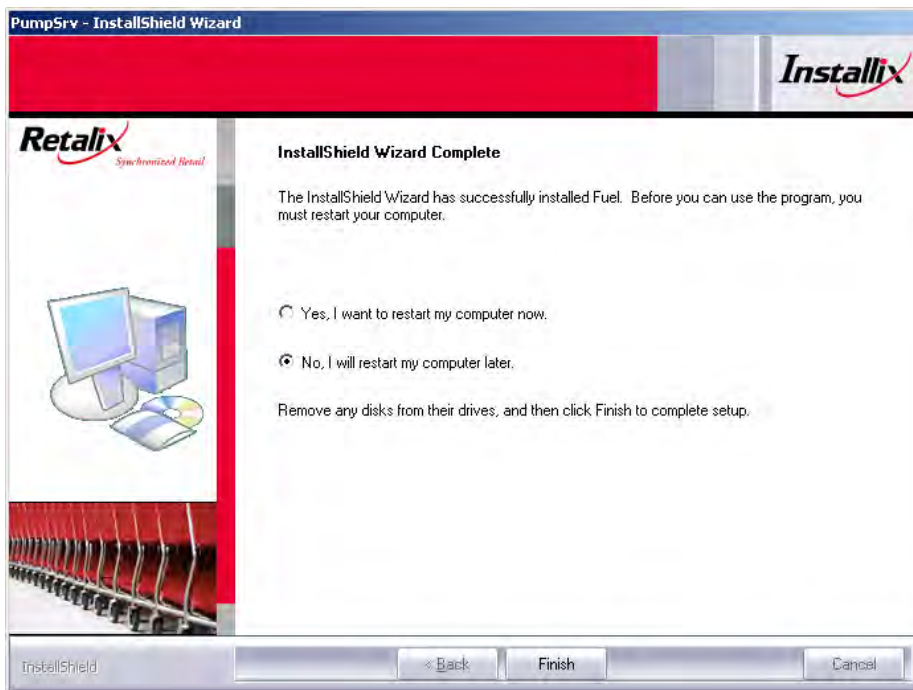 PumpSrv - InstallShield Wizard
Installix
Retalix
Synchronized Retail
InstallShield Wizard Complete
The InstallShield Wizard has successfully installed Fuel. Before you can use the program, you
must restart your computer.
Yes, I want to restart my computer now.
No, I will restart my computer later.
Remove any disks from their drives, and then click Finish to complete setup.
InstallShield
< Back
Finish
Cancel